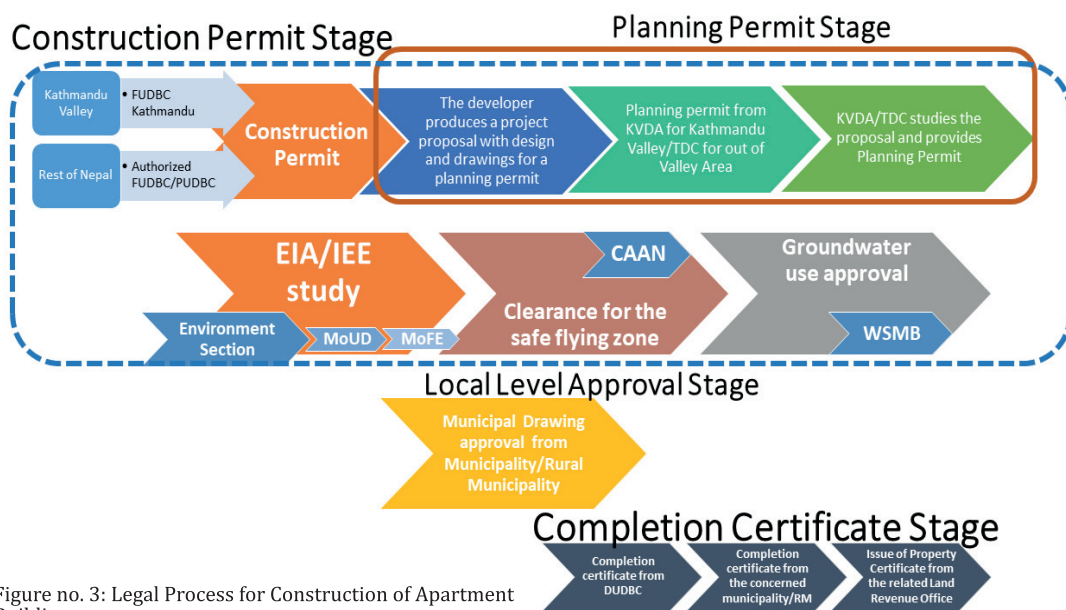 Construction Permit Stage
Planning Permit Stage
Kathmandu
Valley
• FUDBC
Kathmandu
Rest of Nepal
• Authorized
FUDBC/PUDBC
Construction
Permit
The developer
produces a project
proposal with design
and drawings for a
planning permit
Planning permit from
KVDA for Kathmandu
Valley/TDC for out of
Valley Area
KVDA/TDC studies the
proposal and provides
Planning Permit
EIA/IEE
study
Environment
Section
MoUD
MoFE
CAAN
Clearance for the
safe flying zone
Groundwater
use approval
WSMB
Local Level Approval Stage
Municipal Drawing
approval from
Municipality/Rural
Municipality
Completion Certificate Stage
Completion
certificate from
DUDBC
Completion
certificate from
the concerned
municipality/RM
Issue of Property
Certificate from
the related Land
Revenue Office
Figure no. 3: Legal Process for Construction of Apartment